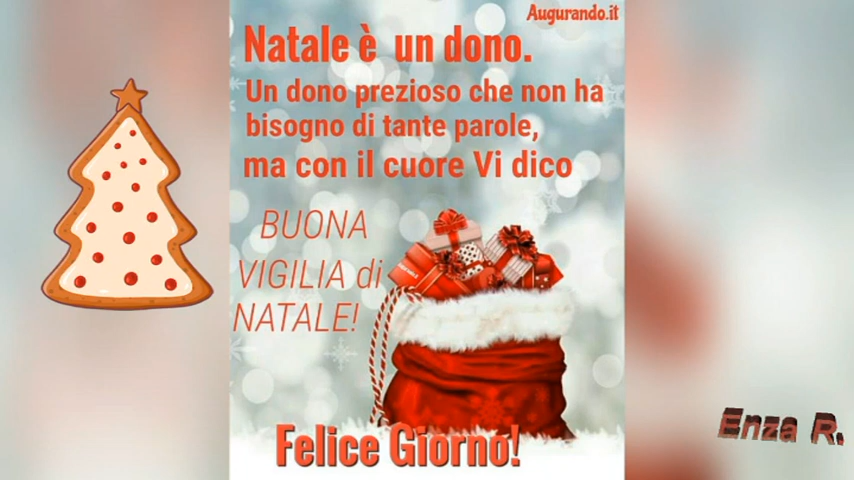 Augurando.it
Natale è un dono.
Un dono prezioso che non ha
bisogno di tante parole,
ma con il cuore Vi dico
BUONA
VIGILIA di
NATALE!
Felice Giorno!
Enza R.